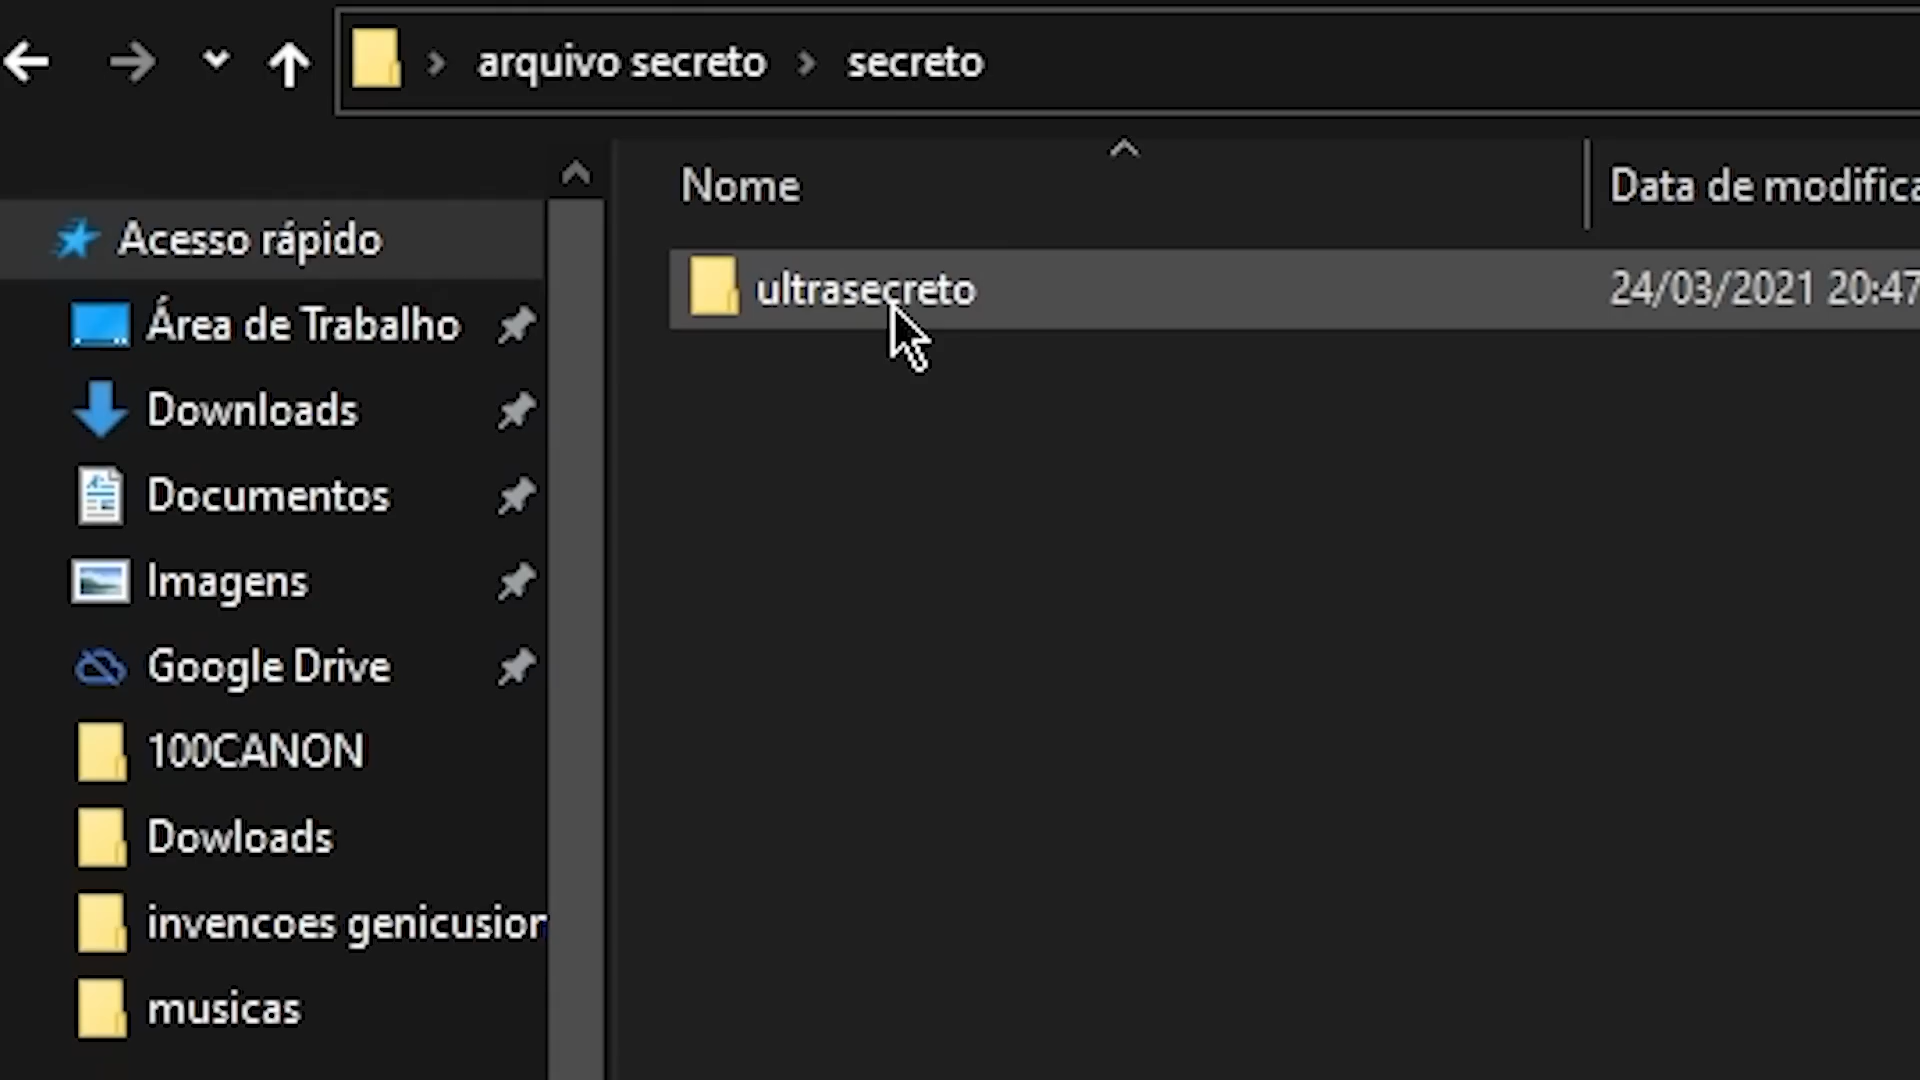 arquivo secreto > secreto
Nome
Data de modifica
ultrasecreto
24/03/2021 20:47
Acesso rápido
Área de Trabalho
Downloads
Documentos
Imagens
Google Drive
100CANON
Dowloads
invencoes genicusion
musicas